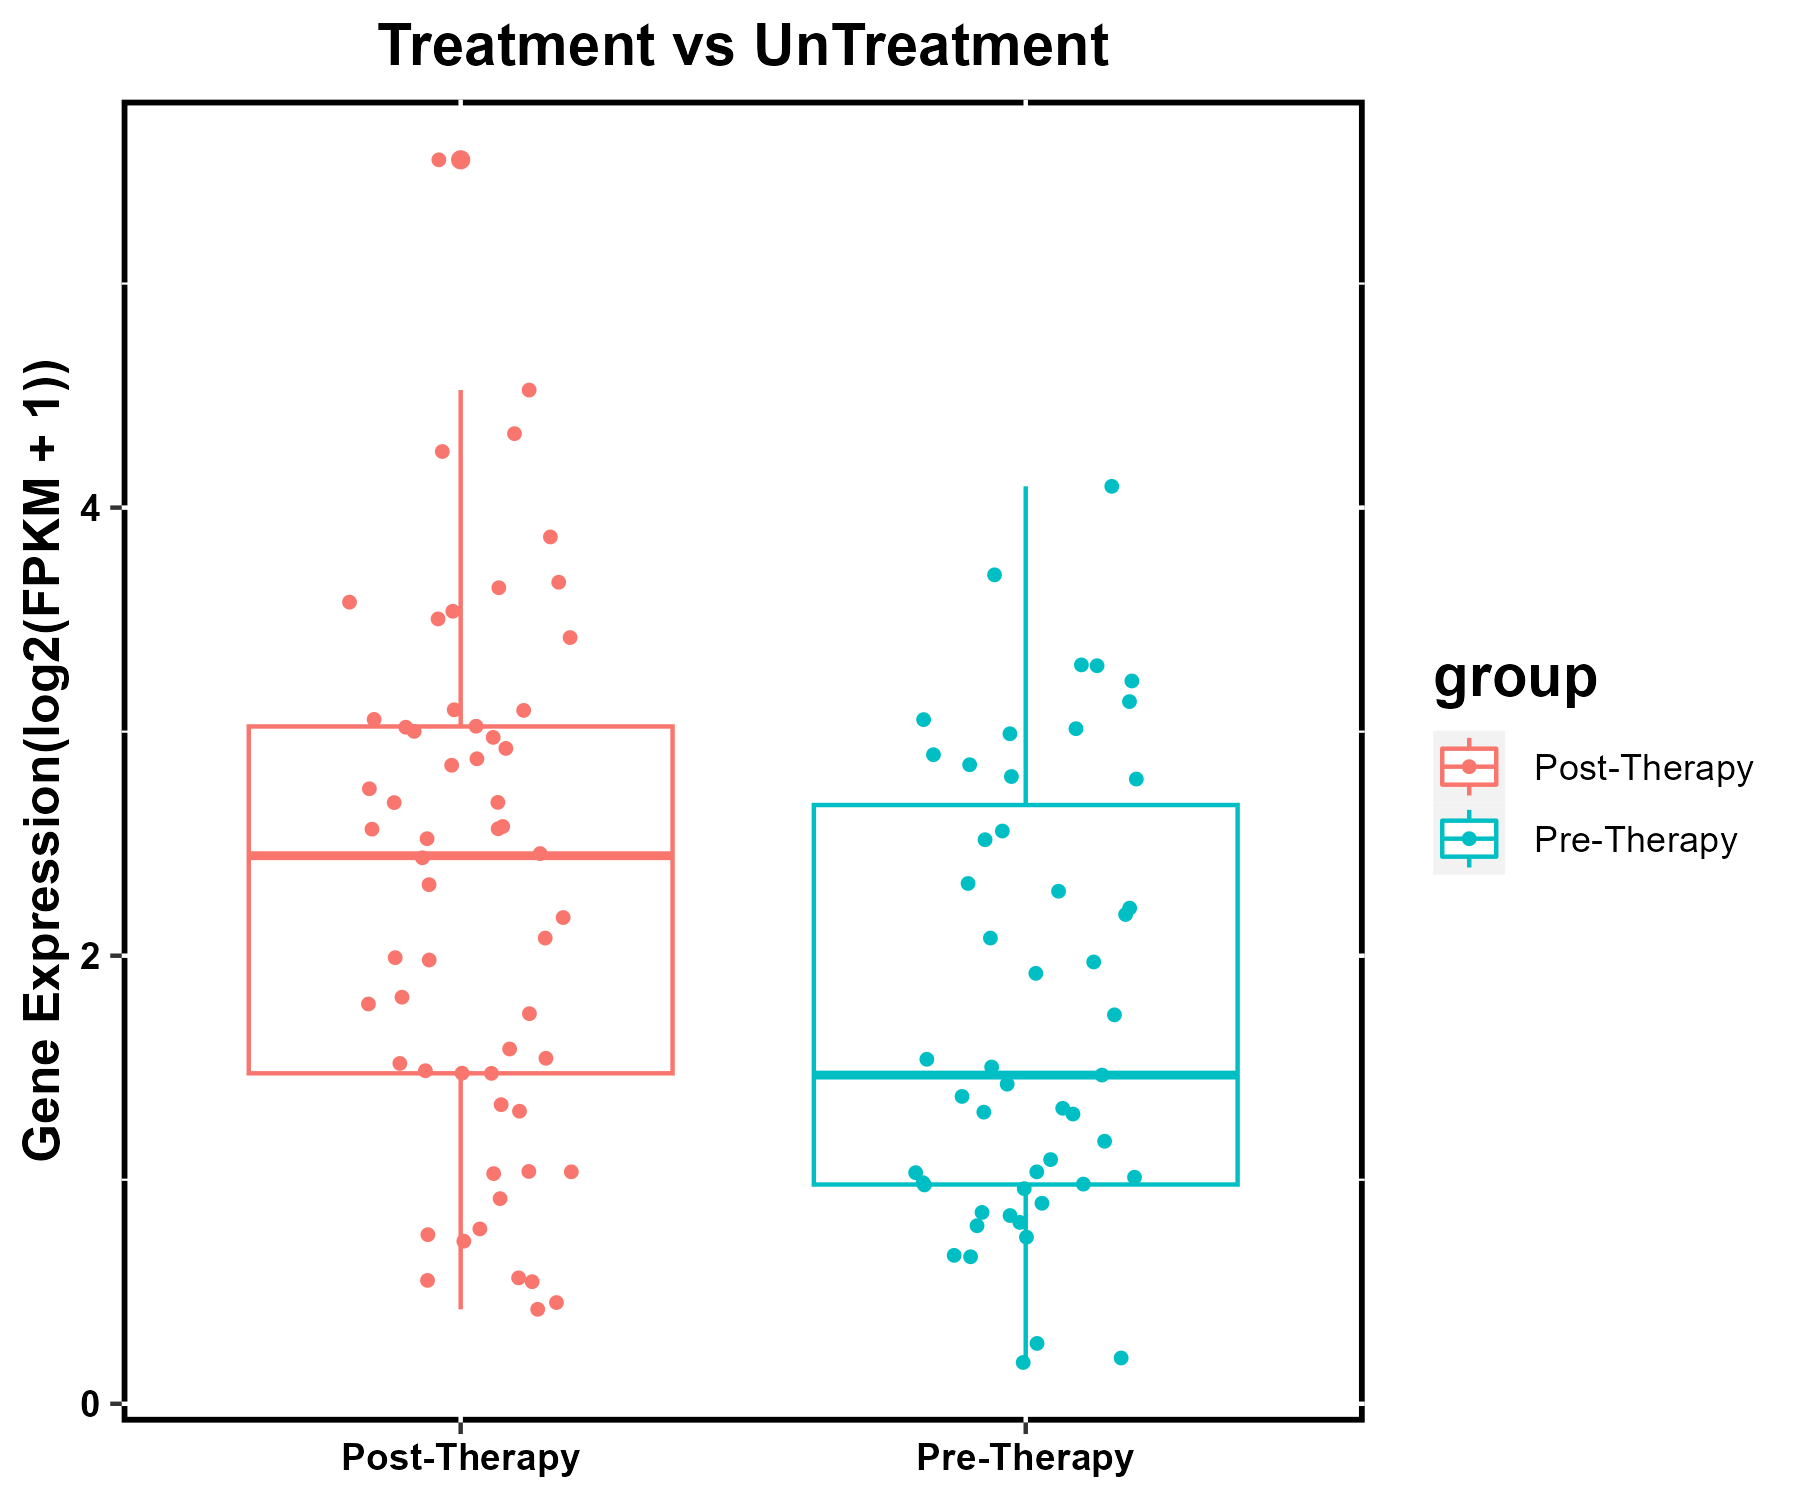 Treatment vs UnTreatment
Gene Expression(log2(FPKM + 1))
4
2
0
Post-Therapy
Pre-Therapy
group
Post-Therapy
Pre-Therapy